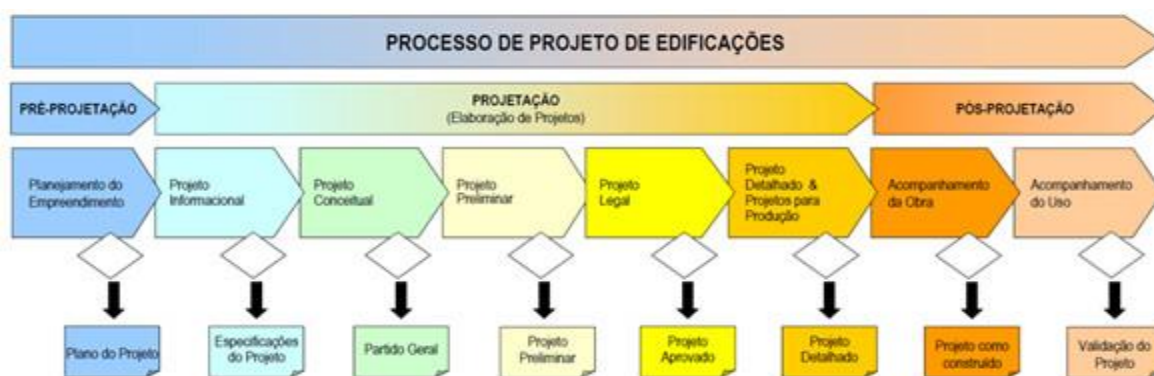 PROCESSO DE PROJETO DE EDIFICAÇÕES
PRÉ-PROJETAÇÃO
PROJETAÇÃO
(Elaboração de Projetos)
PÓS-PROJETAÇÃO
Planejamento do
Empreendimento
Projeto
Informacional
Projeto
Conceitual
Projeto
Preliminar
Projeto
Legal
Projeto
Detalhado &
Projetos para
Produção
Acompanhamento
da Obra
Acompanhamento
do Uso
Plano do Projeto
Especificações
do Projeto
Partido Geral
Projeto
Preliminar
Projeto
Aprovado
Projeto
Detalhado
Projeto como
construído
Validação do
Projeto